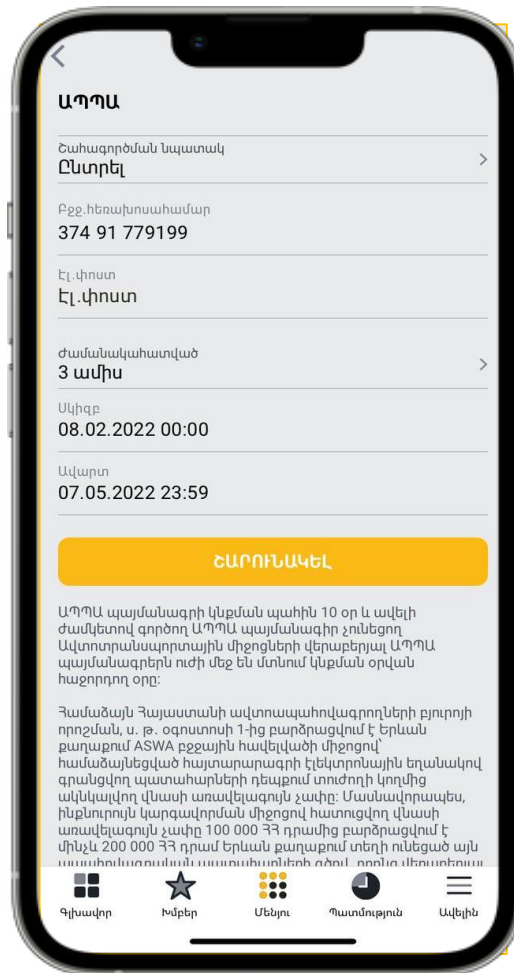 ԱՊՊԱ
Շահագործման նպատակ
Ընտրել
Բջջ.հեռախոսահամար
374 91 779199
Էլ.փոստ
Էլ.փոստ
Ժամանակահատված
3 ամիս
Սկիզբ
08.02.2022 00:00
Ավարտ
07.05.2022 23:59
ՇԱՐՈՒՆԱԿԵԼ
ԱՊՊԱ պայմանագրի կնքման պահին 10 օր և ավելի
ժամկետով գործող ԱՊՊԱ պայմանագիր չունեցող
Ավտոտրանսպորտային միջոցների վերաբերյալ ԱՊՊԱ
պայմանագրերն ուժի մեջ են մտնում կնքման օրվան
հաջորդող օրը:
Համաձայն Հայաստանի ավտոապահովագրողների բյուրոյի
որոշման, ս. թ. օգոստոսի 1-ից բարձրացվում է Երևան
քաղաքում ASWA բջջային հավելվածի միջոցով՝
համաձայնեցված հայտարարագրի էլեկտրոնային եղանակով
գրանցվող պատահարների դեպքում տուժողի կողմից
ակնկալվող վնասի առավելագույն չափը: Մասնավորապես,
ինքնուրույն կարգավորման միջոցով հատուցվող վնասի
առավելագույն չափը 100 000 ՀՀ դրամից բարձրացվում է
մինչև 200 000 ՀՀ դրամ Երևան քաղաքում տեղի ունեցած այն
Գլխավոր
Խմբեր
Մենյու
Պատմություն
Ավելին